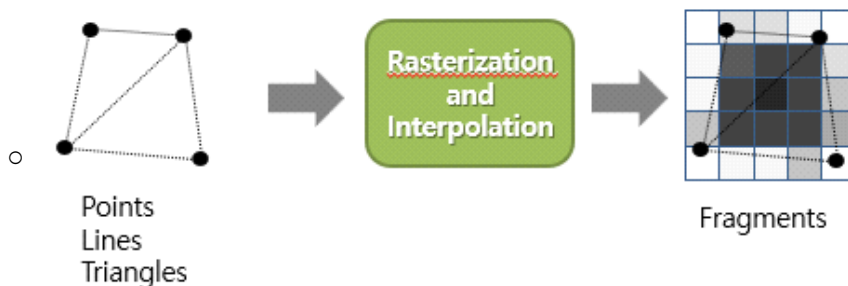 Points
Lines
Triangles
Rasterization
and
Interpolation
Fragments